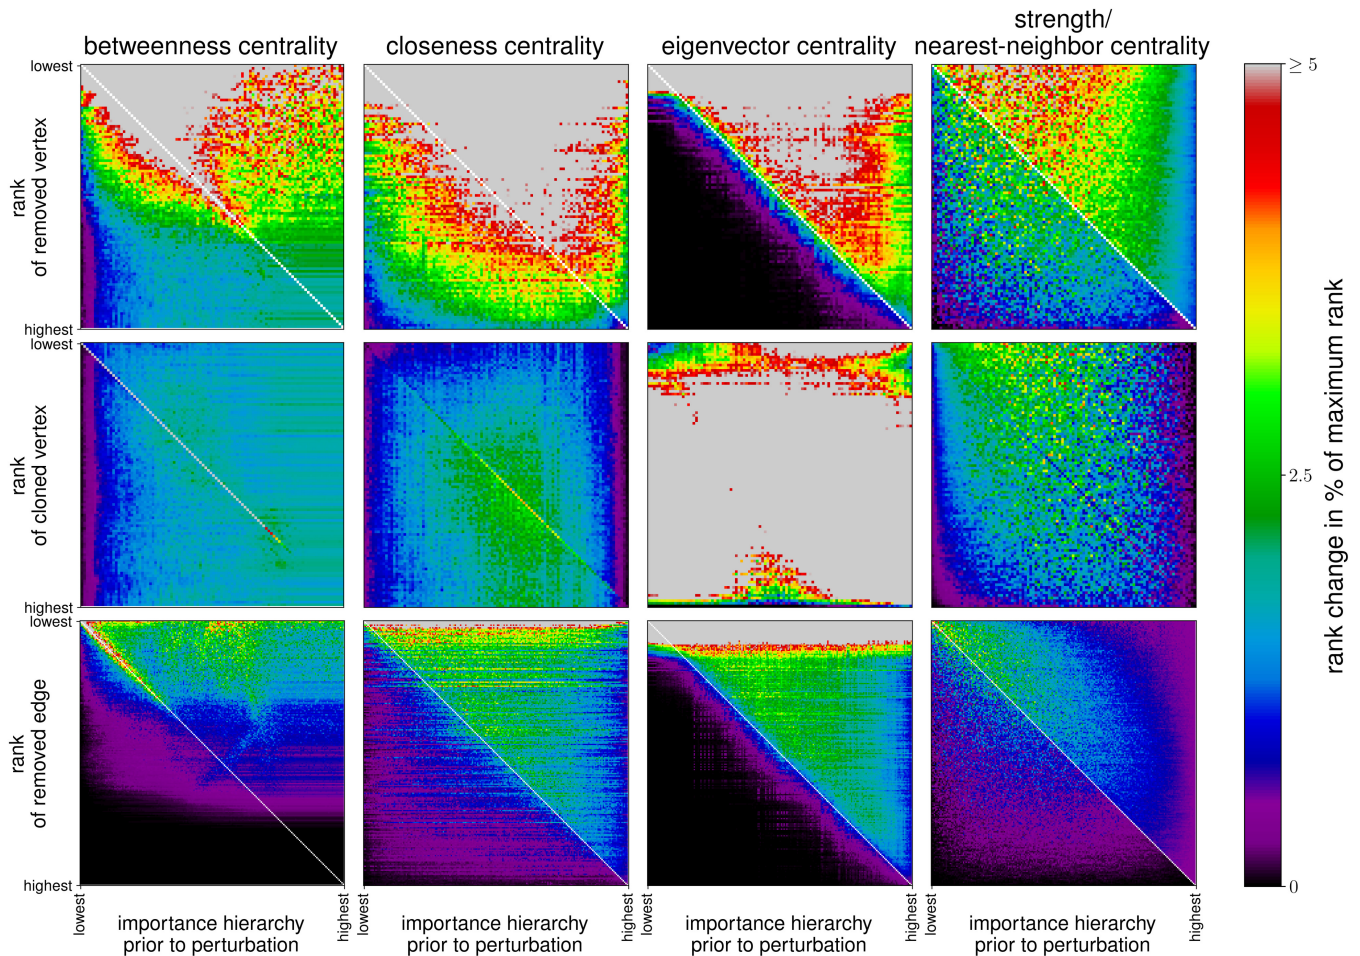 betweenness centrality
closeness centrality
eigenvector centrality
strength/
nearest-neighbor centrality
lowest
rank
of removed vertex
highest
lowest
rank
of cloned vertex
highest
lowest
rank
of removed edge
highest
lowest
highest
importance hierarchy
prior to perturbation
lowest
highest
importance hierarchy
prior to perturbation
lowest
highest
importance hierarchy
prior to perturbation
lowest
highest
importance hierarchy
prior to perturbation
≥ 5
2.5
0
rank change in % of maximum rank